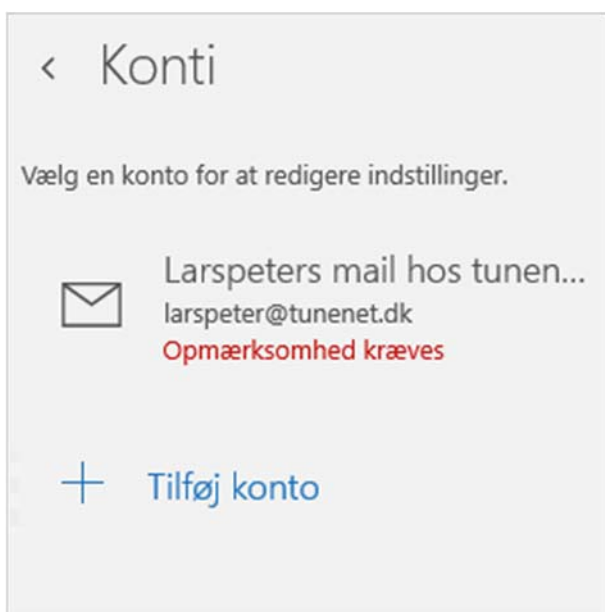 Konti
Vælg en konto for at redigere indstillinger.
Larspeters mail hos tunen...
larspeter@tunenet.dk
Opmærksomhed kræves
Tilføj konto